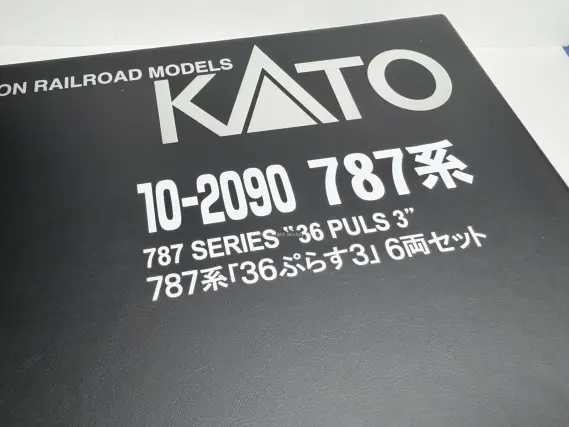 ON RAILROAD MODELS
KATO
10-2090 787系
787 SERIES "36 PULS 3"
787系「36ぷらす3」6両セット